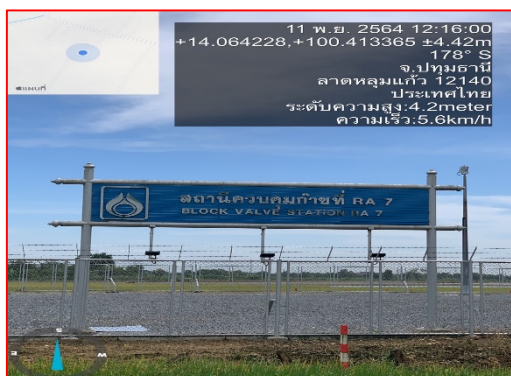 11 พ.ย. 2564 12:16:00
+14.064228,+100.413365 ±4.42m
178° S
จ.ปทุมธานี
ลาดหลุมแก้ว 12140
ประเทศไทย
ระดับความสูง:4.2meter
ความเร็ว:5.6km/h
แผนที่
สถานีควบคุมก๊าซที่ RA 7
BLOCK VALVE STATION RA 7